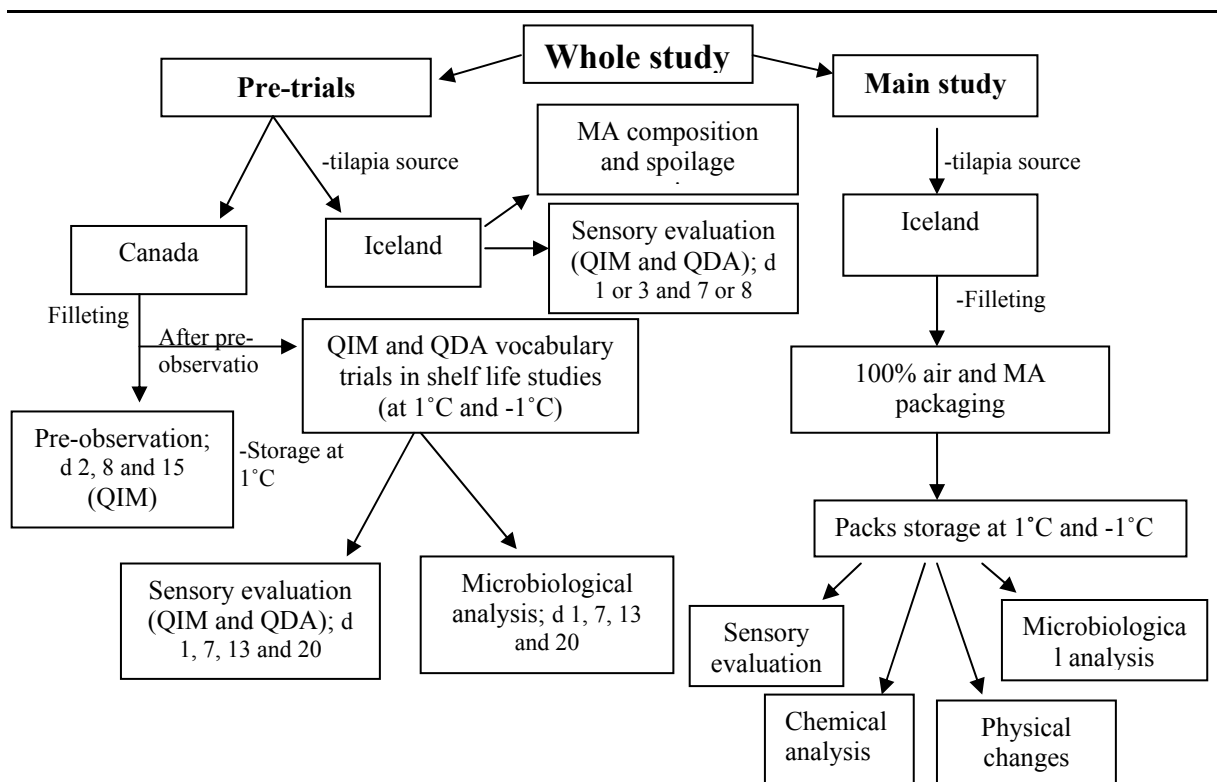 Whole study
Pre-trials
Main study
-tilapia source
MA composition
and spoilage
-tilapia source
Canada
Iceland
Sensory evaluation
(QIM and QDA); d
1 or 3 and 7 or 8
Iceland
Filleting
After pre-
observatio
-Filleting
QIM and QDA vocabulary
trials in shelf life studies
(at 1˚C and -1˚C)
100% air and MA
packaging
Pre-observation;
d 2, 8 and 15
(QIM)
-Storage at
1˚C
Packs storage at 1˚C and -1˚C
Sensory evaluation
(QIM and QDA); d
1, 7, 13 and 20
Microbiological
analysis; d 1, 7, 13
and 20
Sensory
evaluation
Microbiologica
l analysis
Chemical
analysis
Physical
changes